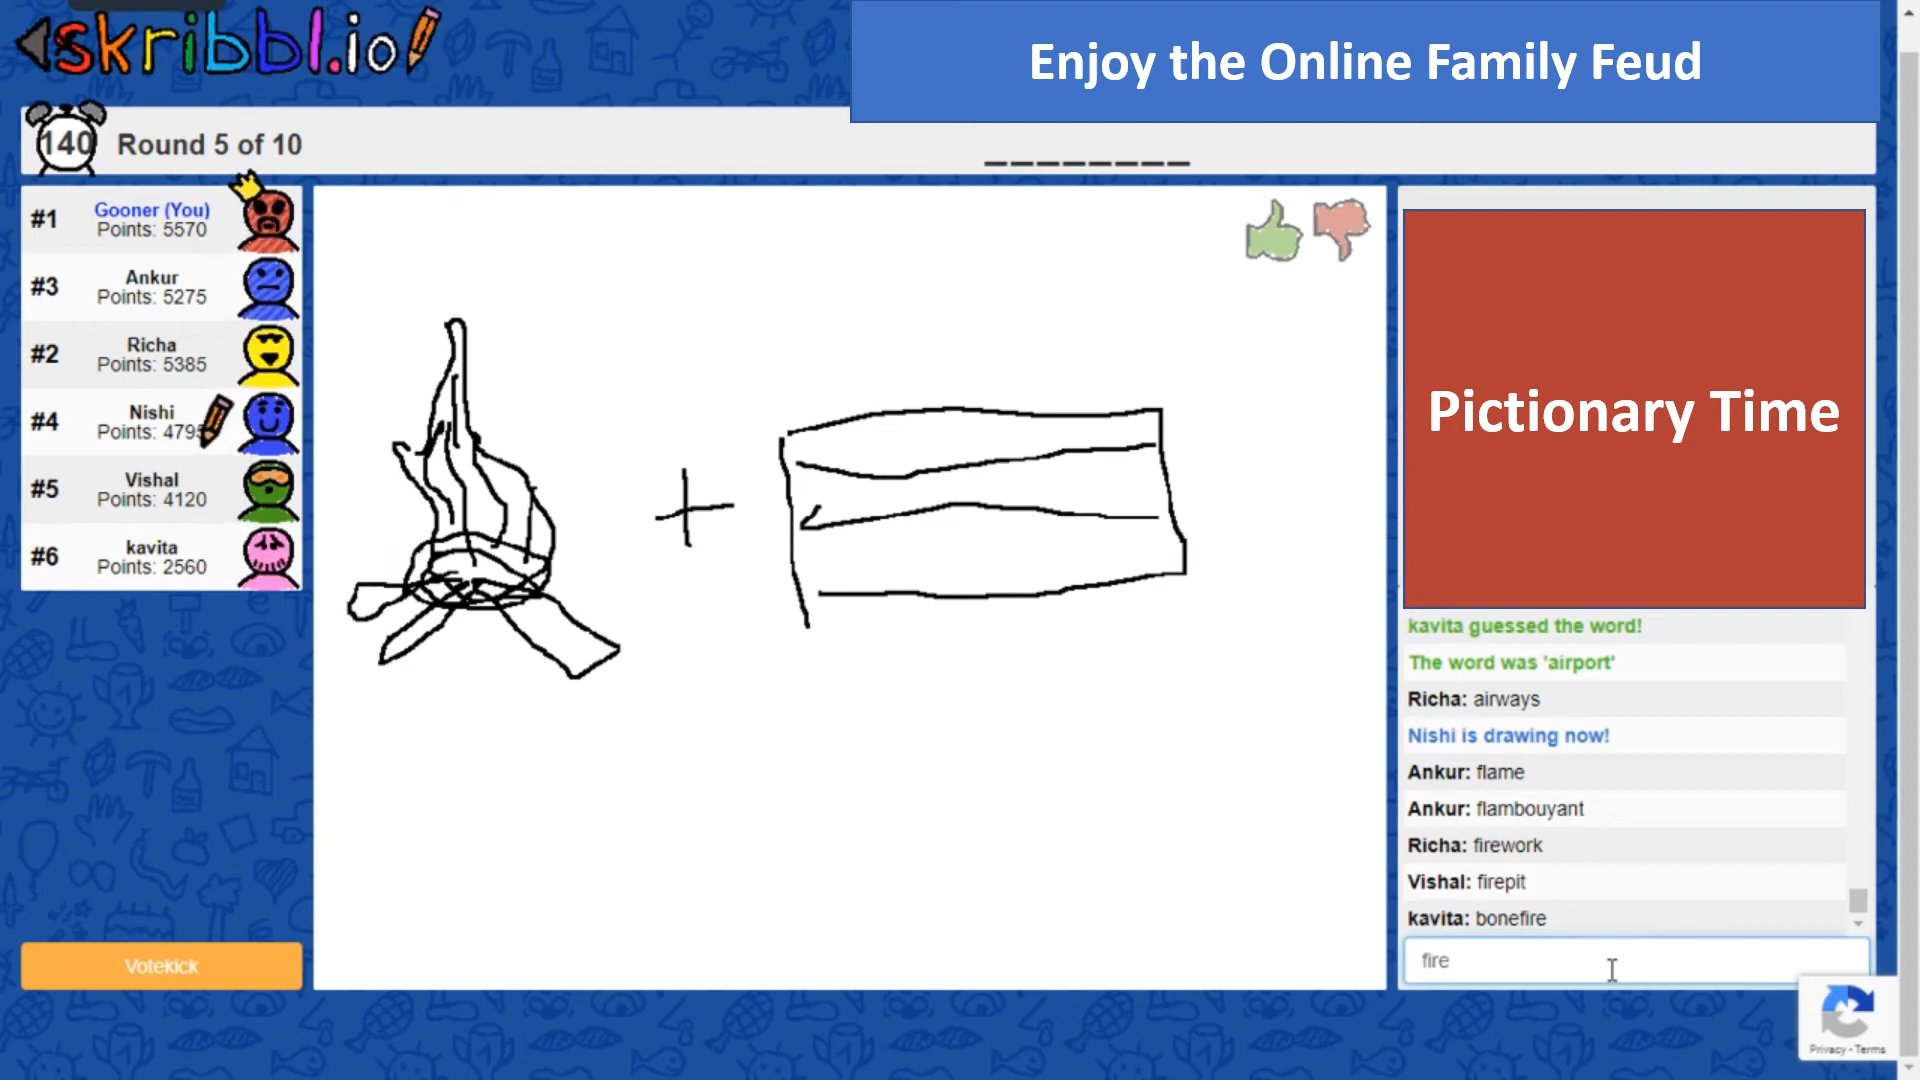 skribbl.io
Enjoy the Online Family Feud
140 Round 5 of 10
________
#1 Gooner (You)
Points: 5570
#3 Ankur
Points: 5275
#2 Richa
Points: 5385
#4 Nishi
Points: 4795
#5 Vishal
Points: 4120
#6 kavita
Points: 2560
Votekick
Pictionary Time
kavita guessed the word!
The word was 'airport'
Richa: airways
Nishi is drawing now!
Ankur: flame
Ankur: flambouyant
Richa: firework
Vishal: firepit
kavita: bonefire
fire
Privacy - Terms